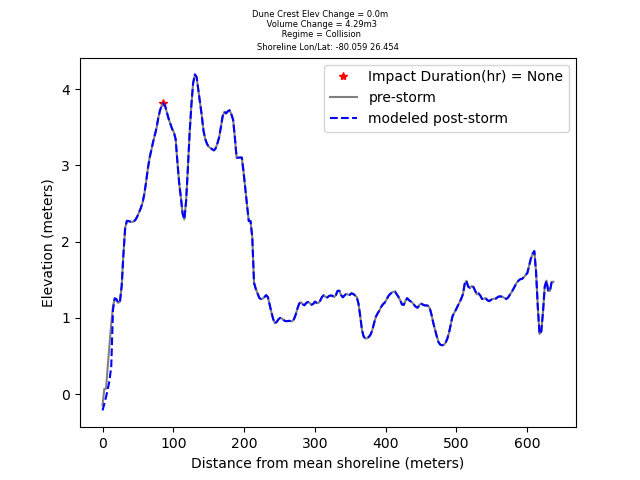 Dune Crest Elev Change = 0.0m
Volume Change = 4.29m3
Regime = Collision
Shoreline Lon/Lat: -80.059 26.454
Impact Duration(hr) = None
pre-storm
modeled post-storm
Elevation (meters)
4
3
2
1
0
0 100 200 300 400 500 600
Distance from mean shoreline (meters)